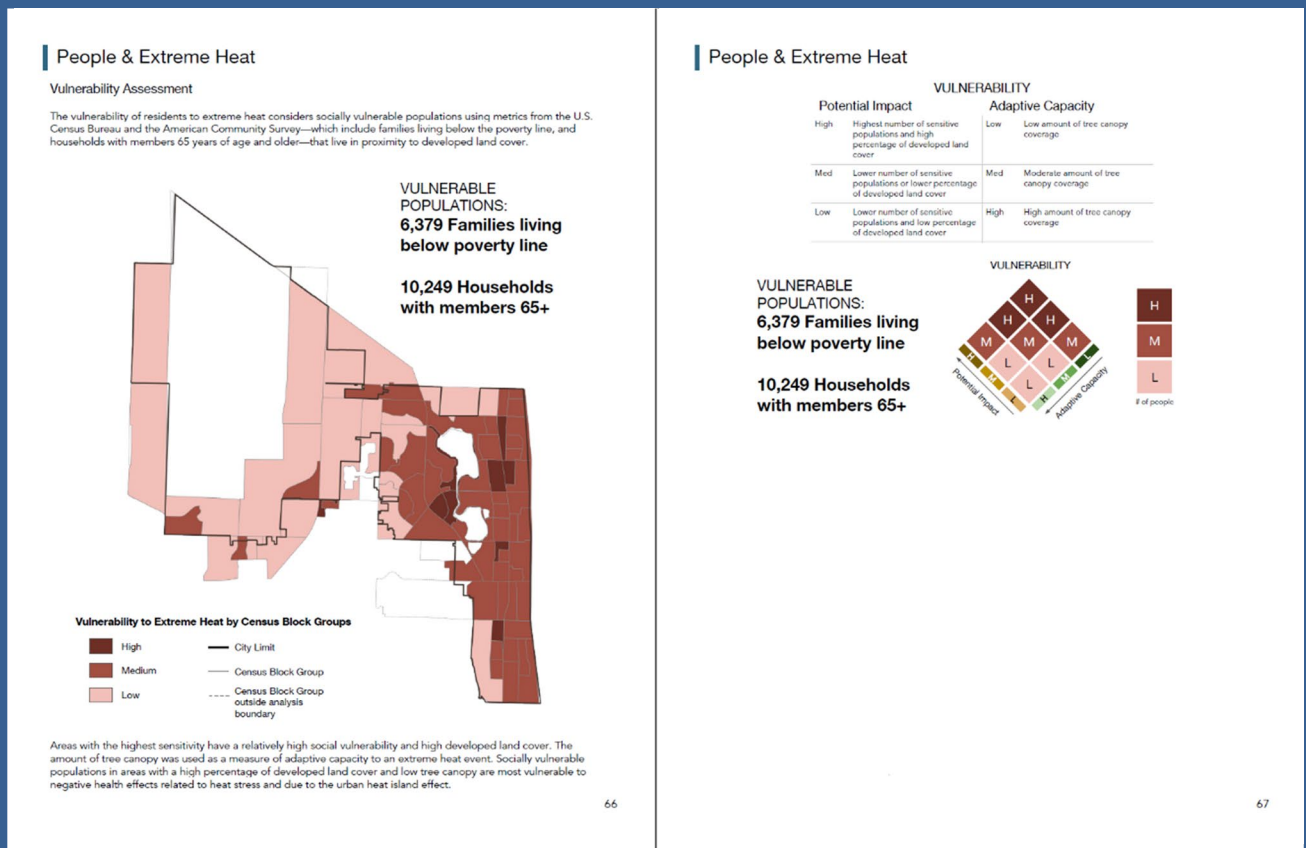 People & Extreme Heat
Vulnerability Assessment
The vulnerability of residents to extreme heat considers socially vulnerable populations using metrics from the U.S.
Census Bureau and the American Community Survey—which include families living below the poverty line, and
households with members 65 years of age and older—that live in proximity to developed land cover.
VULNERABLE
POPULATIONS:
6,379 Families living
below poverty line
10,249 Households
with members 65+
Vulnerability to Extreme Heat by Census Block Groups
High
Medium
Low
City Limit
Census Block Group
Census Block Group
outside analysis
boundary
Areas with the highest sensitivity have a relatively high social vulnerability and high developed land cover. The
amount of tree canopy was used as a measure of adaptive capacity to an extreme heat event. Socially vulnerable
populations in areas with a high percentage of developed land cover and low tree canopy are most vulnerable to
negative health effects related to heat stress and due to the urban heat island effect.
66
People & Extreme Heat
VULNERABILITY
Potential Impact Adaptive Capacity
High Highest number of sensitive Low Low amount of tree canopy
populations and high coverage
percentage of developed land
cover
Med Lower number of sensitive Med Moderate amount of tree
populations or lower percentage canopy coverage
of developed land cover
Low Lower number of sensitive High High amount of tree canopy
populations and low percentage coverage
of developed land cover
VULNERABLE
POPULATIONS:
6,379 Families living
below poverty line
10,249 Households
with members 65+
VULNERABILITY
H
H H
M M M
L L
L
H M L
Potential Impact
H M L
Adaptive Capacity
H
M
L
# of people
67